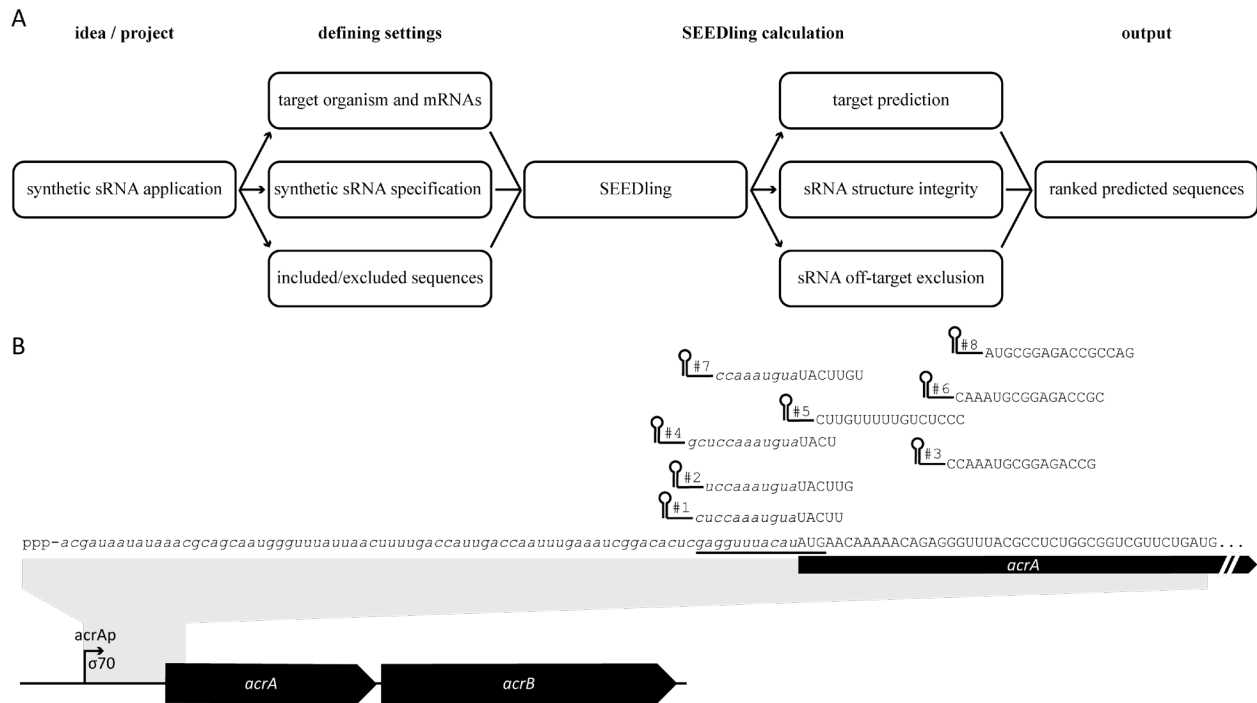 A
idea / project
defining settings
SEEDling calculation
output
target organism and mRNAs
target prediction
synthetic sRNA application
synthetic sRNA specification
SEEDling
sRNA structure integrity
ranked predicted sequences
included/excluded sequences
sRNA off-target exclusion
B
#8 AUGCGGAGACCGCCAG
#7 ccaaauguaUACUUGU
#6 CAAAUGCGGAGACCGC
#5 CUUGUUUUUGUCUCCC
#4 gcuccaaauguaUACU
#3 CCAAAUGCGGAGACCG
#2 uccaaauguaUACUUG
#1 cuccaaauguaUACUU
ppp-acgauauauaaacgcagcaauggguuuauuaacuuuugaccauugaccaauuugaaaucggacacucgagguuuacauAUGAACAAAAACAGAGGGUUUACGCCUCUGGCGGUCGUUCUGAUG...
acrA
acrAp
σ70
acrA
acrB